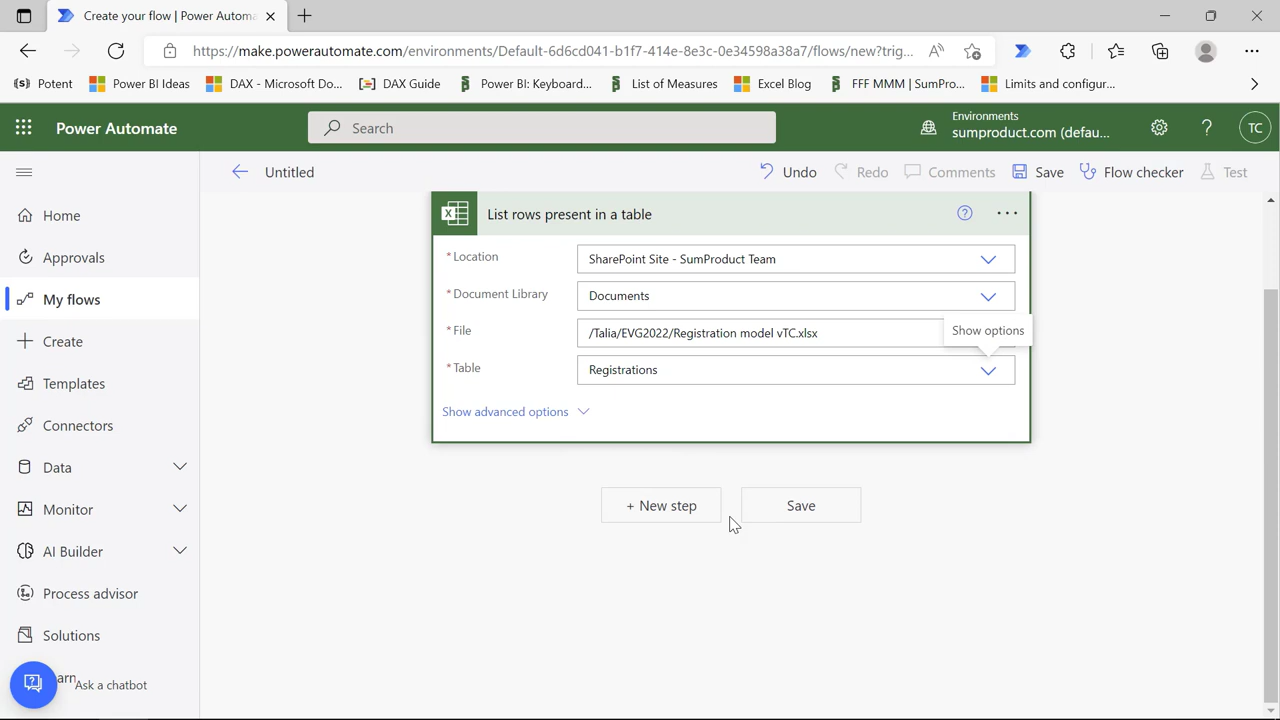 Create your flow | Power Automa
https://make.powerautomate.com/environments/Default-6d6cd041-b1f7-414e-8e3c-0e34598a38a7/flows/new?trig...
Potent
Power BI Ideas
DAX - Microsoft Do...
DAX Guide
Power BI: Keyboard...
List of Measures
Excel Blog
FFF MMM | SumPro...
Limits and configur...
Power Automate
Search
Environments
sumproduct.com (defau...
TC
Untitled
Undo
Redo
Comments
Save
Flow checker
Test
Home
Approvals
My flows
Create
Templates
Connectors
Data
Monitor
AI Builder
Process advisor
Solutions
Ask a chatbot
List rows present in a table
* Location
SharePoint Site - SumProduct Team
* Document Library
Documents
* File
/Talia/EVG2022/Registration model vTC.xlsx
Show options
* Table
Registrations
Show advanced options
+ New step
Save